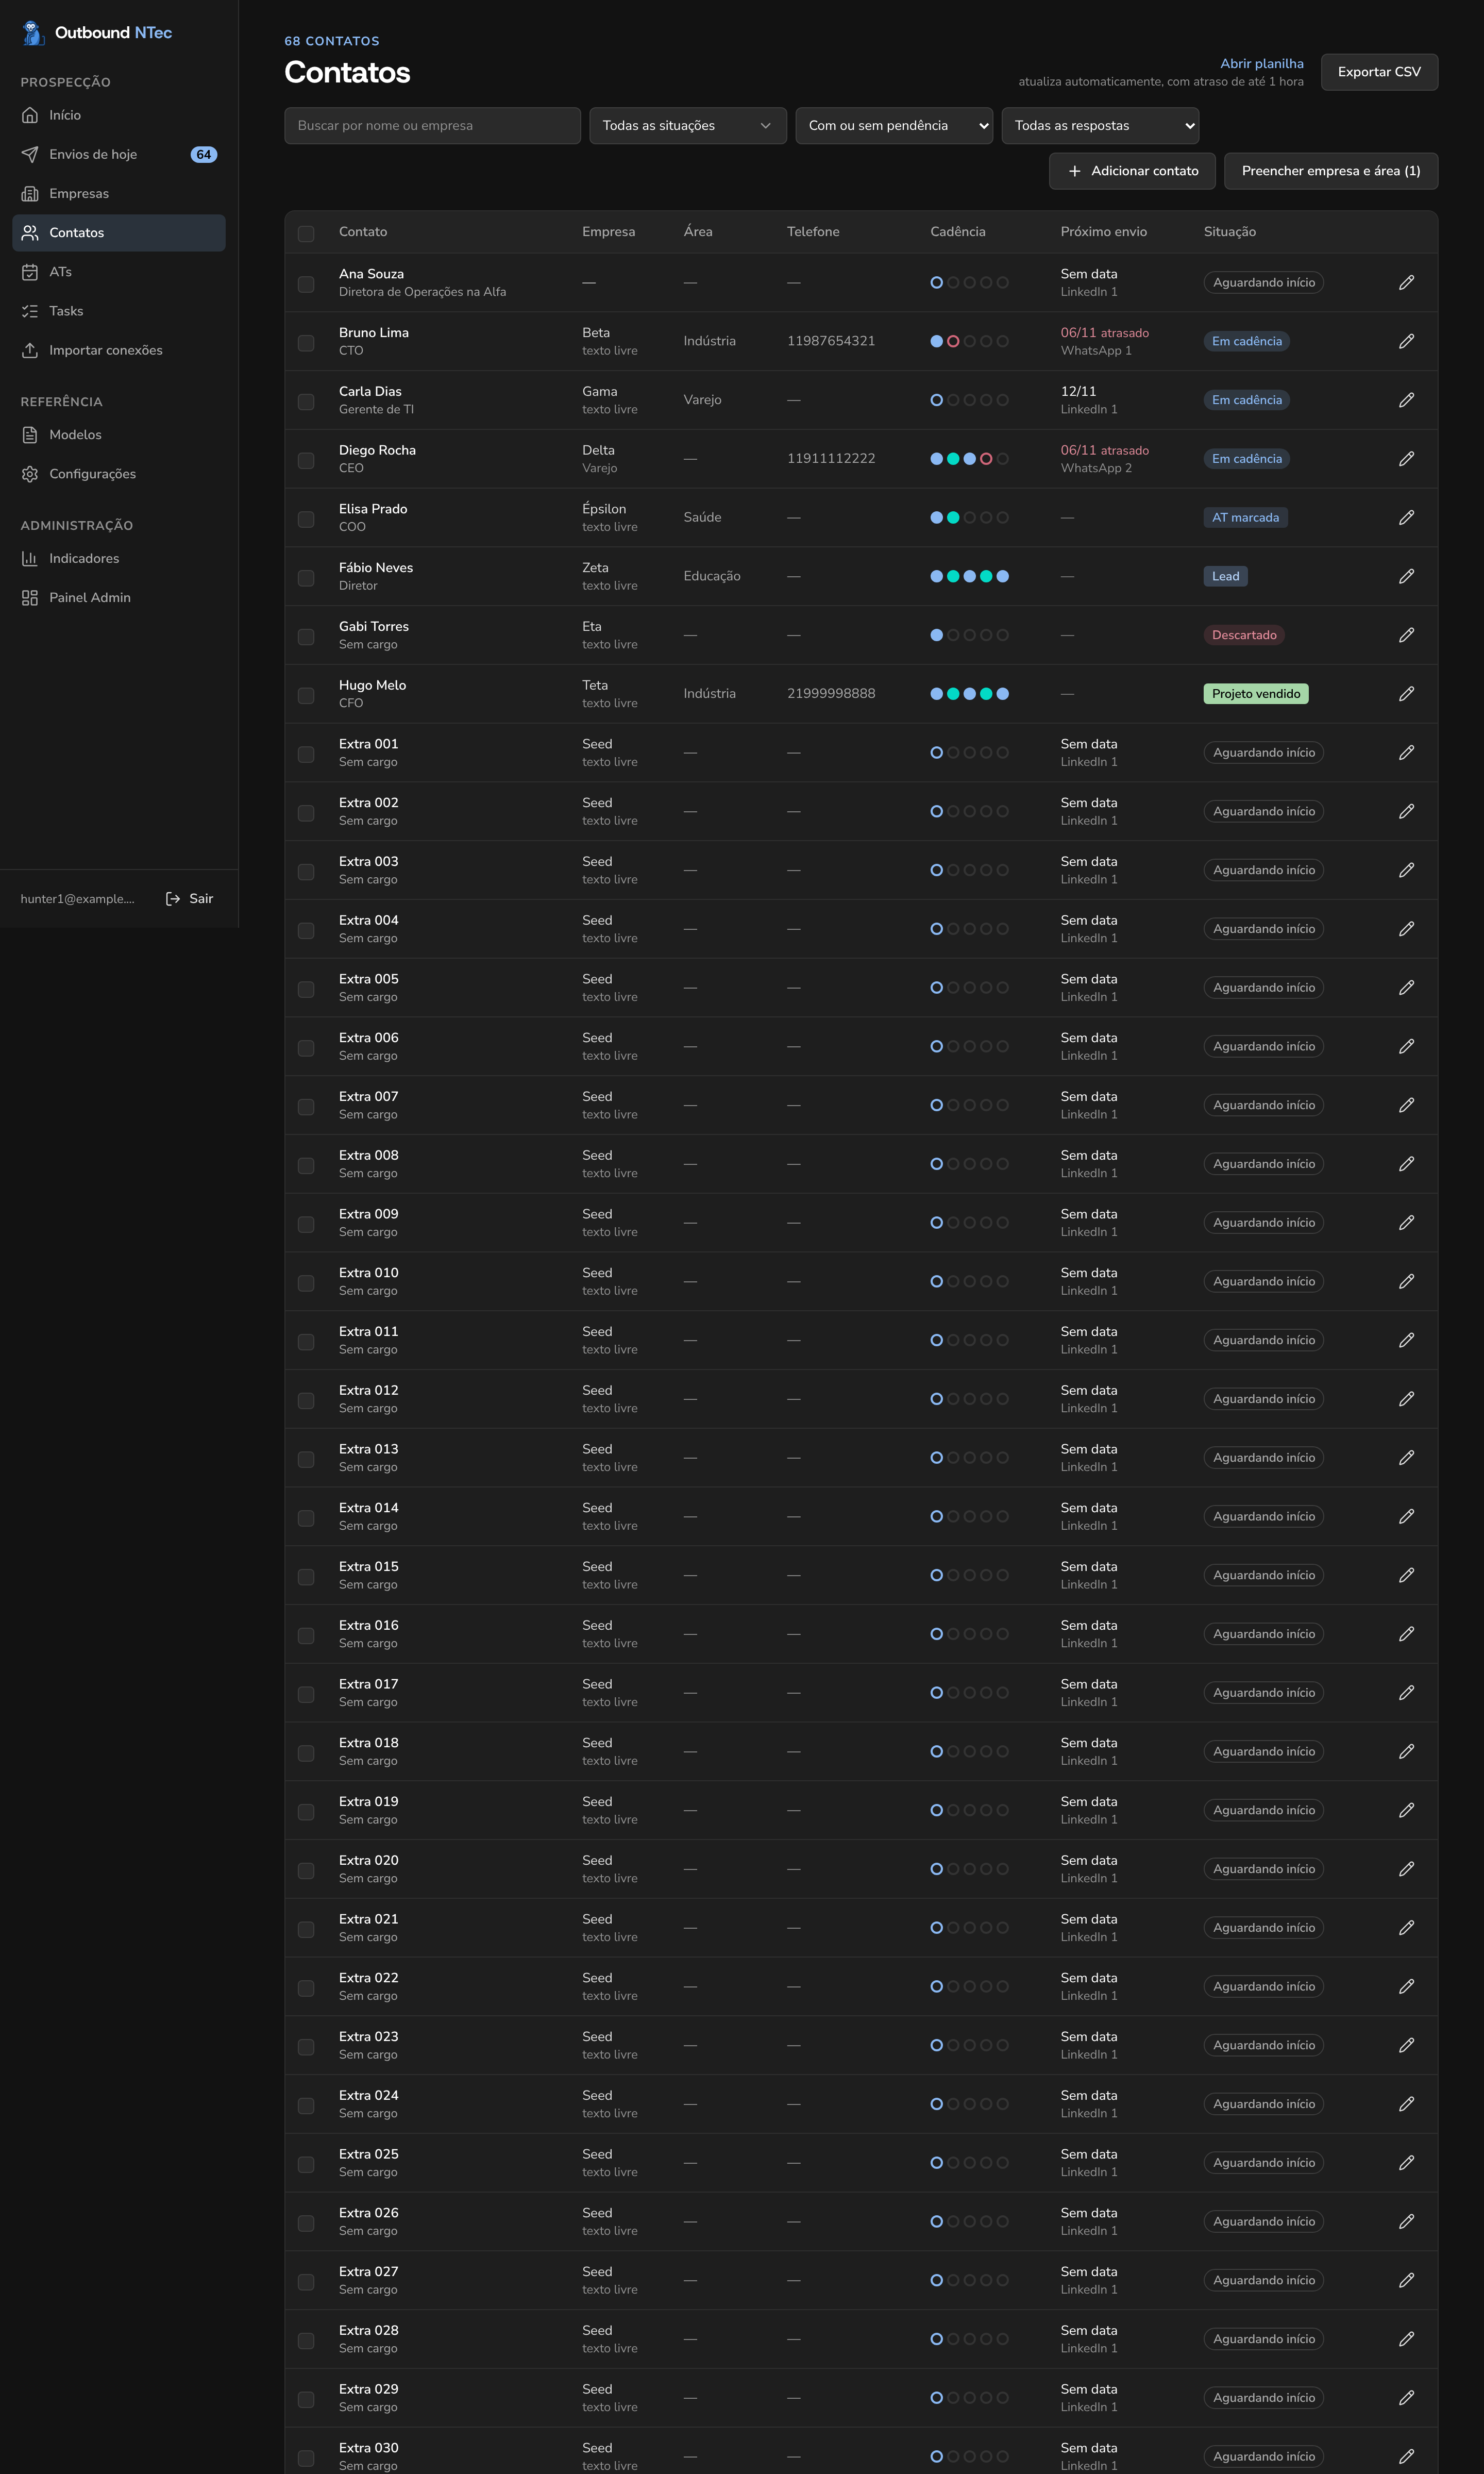 Outbound NTec
PROSPECÇÃO
Início
Envios de hoje 64
Empresas
Contatos
ATs
Tasks
Importar conexões
REFERÊNCIA
Modelos
Configurações
ADMINISTRAÇÃO
Indicadores
Painel Admin
hunter1@example.... Sair
68 CONTATOS
Contatos
Abrir planilha
atualiza automaticamente, com atraso de até 1 hora
Exportar CSV
Buscar por nome ou empresa Todas as situações Com ou sem pendência Todas as respostas
Adicionar contato Preencher empresa e área (1)
Contato Empresa Área Telefone Cadência Próximo envio Situação
Ana Souza — — — Sem data Aguardando início
Diretora de Operações na Alfa LinkedIn 1
Bruno Lima Beta Indústria 11987654321 06/11 atrasado Em cadência
CTO texto livre WhatsApp 1
Carla Dias Gama Varejo — 12/11 Em cadência
Gerente de TI texto livre LinkedIn 1
Diego Rocha Delta — 11911112222 06/11 atrasado Em cadência
CEO Varejo WhatsApp 2
Elisa Prado Épsilon Saúde — — AT marcada
COO texto livre
Fábio Neves Zeta Educação — — Lead
Diretor texto livre
Gabi Torres Eta — — — Descartado
Sem cargo texto livre
Hugo Melo Teta Indústria 21999998888 — Projeto vendido
CFO texto livre
Extra 001 Seed — — Sem data Aguardando início
Sem cargo texto livre LinkedIn 1
Extra 002 Seed — — Sem data Aguardando início
Sem cargo texto livre LinkedIn 1
Extra 003 Seed — — Sem data Aguardando início
Sem cargo texto livre LinkedIn 1
Extra 004 Seed — — Sem data Aguardando início
Sem cargo texto livre LinkedIn 1
Extra 005 Seed — — Sem data Aguardando início
Sem cargo texto livre LinkedIn 1
Extra 006 Seed — — Sem data Aguardando início
Sem cargo texto livre LinkedIn 1
Extra 007 Seed — — Sem data Aguardando início
Sem cargo texto livre LinkedIn 1
Extra 008 Seed — — Sem data Aguardando início
Sem cargo texto livre LinkedIn 1
Extra 009 Seed — — Sem data Aguardando início
Sem cargo texto livre LinkedIn 1
Extra 010 Seed — — Sem data Aguardando início
Sem cargo texto livre LinkedIn 1
Extra 011 Seed — — Sem data Aguardando início
Sem cargo texto livre LinkedIn 1
Extra 012 Seed — — Sem data Aguardando início
Sem cargo texto livre LinkedIn 1
Extra 013 Seed — — Sem data Aguardando início
Sem cargo texto livre LinkedIn 1
Extra 014 Seed — — Sem data Aguardando início
Sem cargo texto livre LinkedIn 1
Extra 015 Seed — — Sem data Aguardando início
Sem cargo texto livre LinkedIn 1
Extra 016 Seed — — Sem data Aguardando início
Sem cargo texto livre LinkedIn 1
Extra 017 Seed — — Sem data Aguardando início
Sem cargo texto livre LinkedIn 1
Extra 018 Seed — — Sem data Aguardando início
Sem cargo texto livre LinkedIn 1
Extra 019 Seed — — Sem data Aguardando início
Sem cargo texto livre LinkedIn 1
Extra 020 Seed — — Sem data Aguardando início
Sem cargo texto livre LinkedIn 1
Extra 021 Seed — — Sem data Aguardando início
Sem cargo texto livre LinkedIn 1
Extra 022 Seed — — Sem data Aguardando início
Sem cargo texto livre LinkedIn 1
Extra 023 Seed — — Sem data Aguardando início
Sem cargo texto livre LinkedIn 1
Extra 024 Seed — — Sem data Aguardando início
Sem cargo texto livre LinkedIn 1
Extra 025 Seed — — Sem data Aguardando início
Sem cargo texto livre LinkedIn 1
Extra 026 Seed — — Sem data Aguardando início
Sem cargo texto livre LinkedIn 1
Extra 027 Seed — — Sem data Aguardando início
Sem cargo texto livre LinkedIn 1
Extra 028 Seed — — Sem data Aguardando início
Sem cargo texto livre LinkedIn 1
Extra 029 Seed — — Sem data Aguardando início
Sem cargo texto livre LinkedIn 1
Extra 030 Seed — — Sem data Aguardando início
Sem cargo texto livre LinkedIn 1